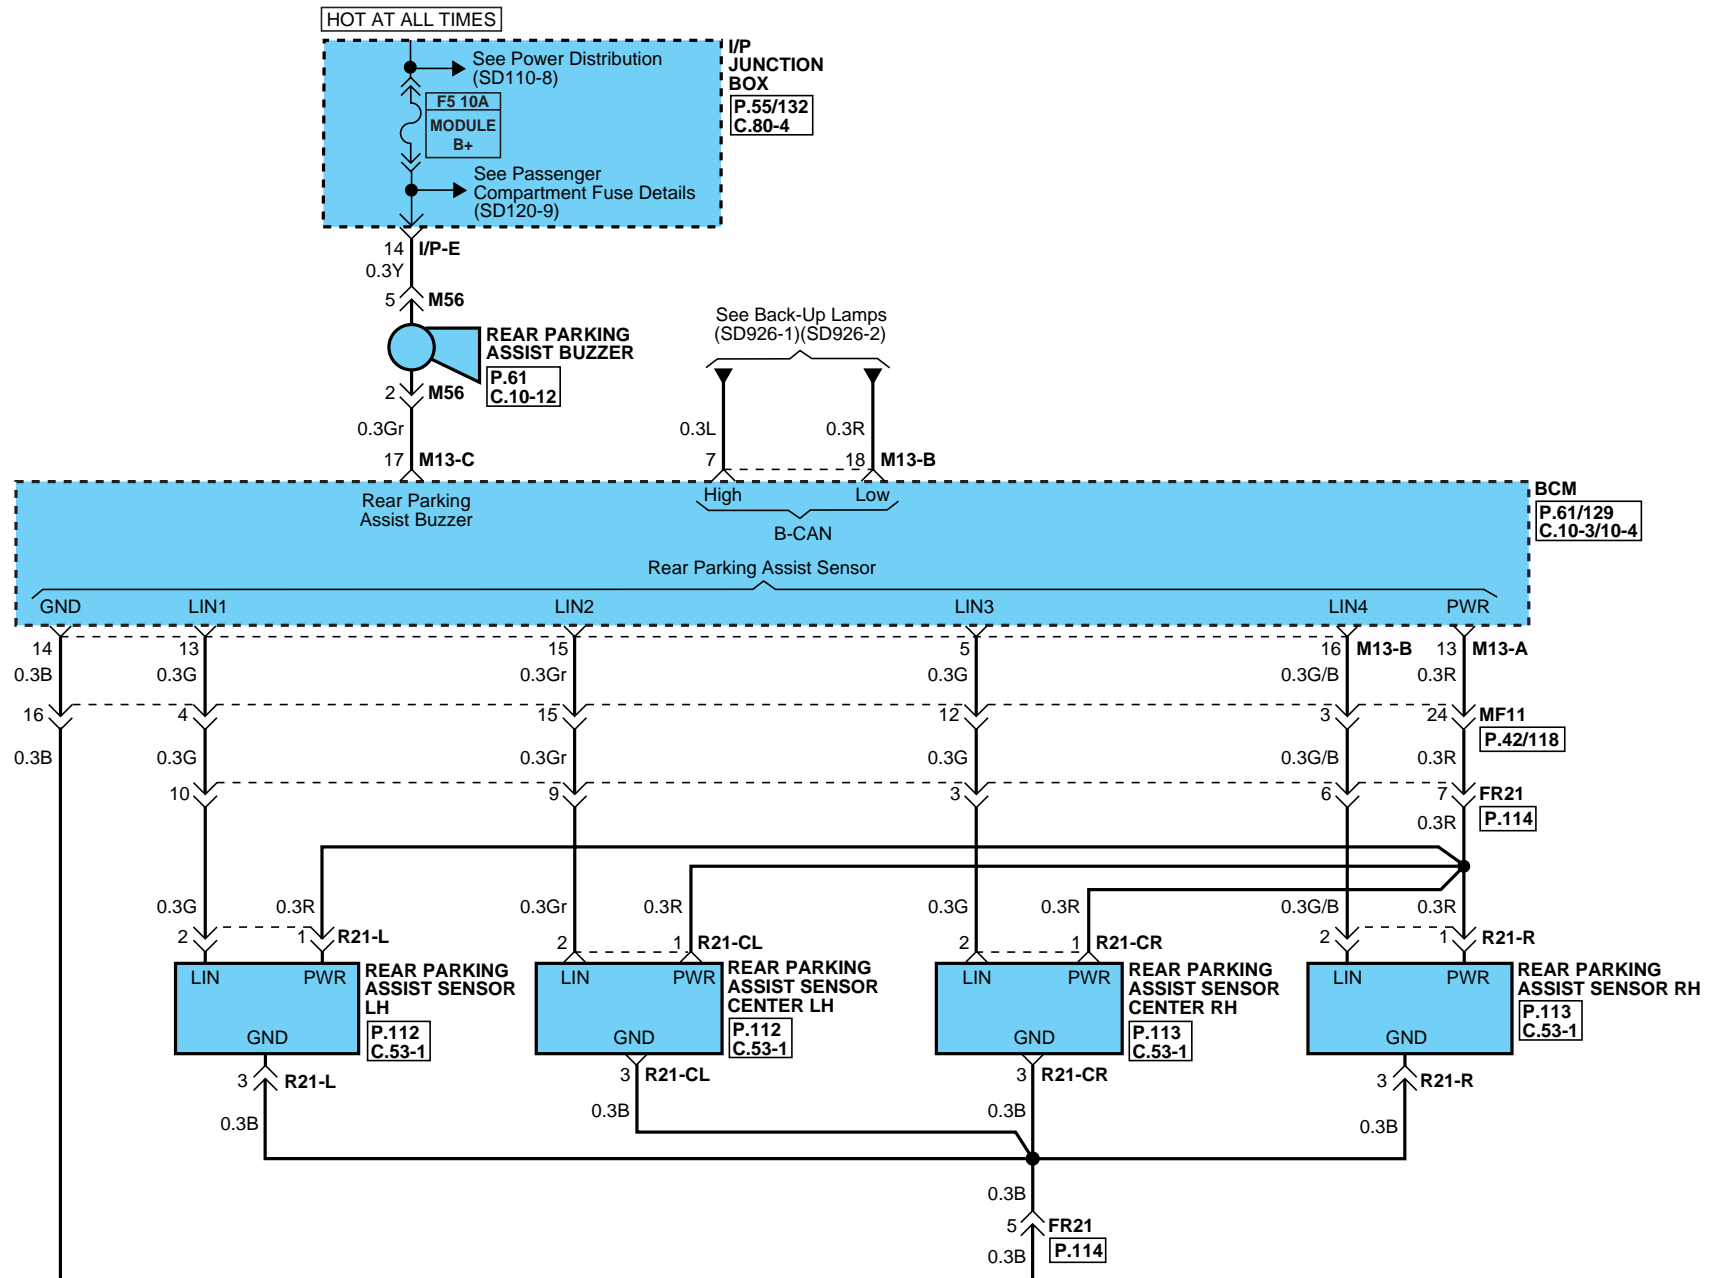 HOT AT ALL TIMES
See Power Distribution
(SD110-8)
F5 10A
MODULE
B+
See Passenger
Compartment Fuse Details
(SD120-9)
I/P
JUNCTION
BOX
P.55/132
C.80-4
14 I/P-E
0.3Y
5 M56
REAR PARKING
ASSIST BUZZER
P.61
C.10-12
2 M56
0.3Gr
17 M13-C
See Back-Up Lamps
(SD926-1)(SD926-2)
0.3L 0.3R
7 18 M13-B
Rear Parking
Assist Buzzer
High Low
B-CAN
BCM
P.61/129
C.10-3/10-4
Rear Parking Assist Sensor
GND LIN1 LIN2 LIN3 LIN4 PWR
14 13 15 5 16 M13-B 13 M13-A
0.3B 0.3G 0.3Gr 0.3G 0.3G/B 0.3R
16 4 15 12 3 24 MF11
P.42/118
0.3B 0.3G 0.3Gr 0.3G 0.3G/B 0.3R
10 9 3 6 7 FR21
P.114
0.3R
0.3G 0.3R 0.3Gr 0.3R 0.3G 0.3R 0.3G/B 0.3R
2 1 R21-L 2 1 R21-CL 2 1 R21-CR 2 1 R21-R
LIN PWR
GND
REAR PARKING
ASSIST SENSOR
LH
P.112
C.53-1
LIN PWR
GND
REAR PARKING
ASSIST SENSOR
CENTER LH
P.112
C.53-1
LIN PWR
GND
REAR PARKING
ASSIST SENSOR
CENTER RH
P.113
C.53-1
LIN PWR
GND
REAR PARKING
ASSIST SENSOR RH
P.113
C.53-1
3 R21-L 3 R21-CL 3 R21-CR 3 R21-R
0.3B 0.3B 0.3B 0.3B
0.3B
5 FR21
P.114
0.3B